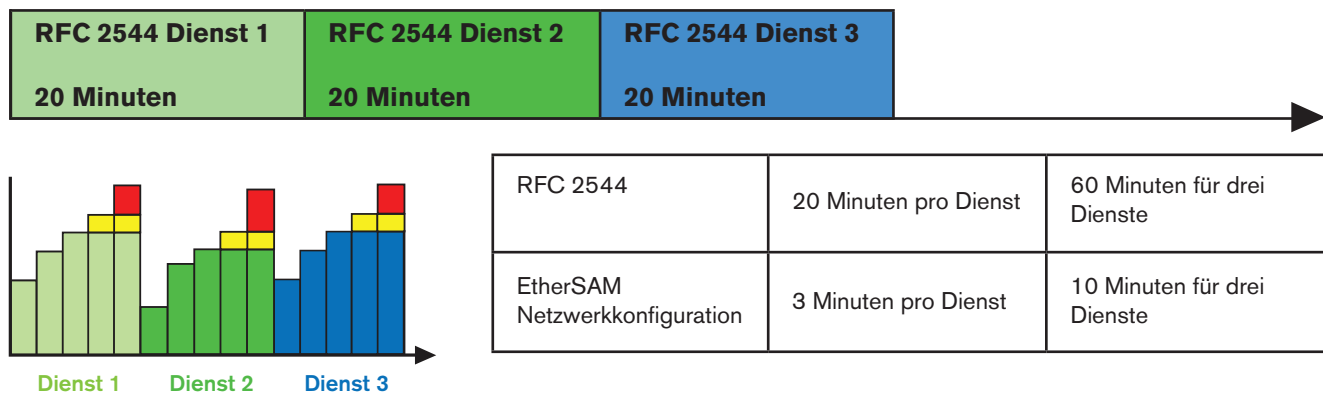 RFC 2544 Dienst 1
20 Minuten
RFC 2544 Dienst 2
20 Minuten
RFC 2544 Dienst 3
20 Minuten
RFC 2544
20 Minuten pro Dienst
60 Minuten für drei
Dienste
EtherSAM
Netzwerkkonfiguration
3 Minuten pro Dienst
10 Minuten für drei
Dienste
Dienst 1
Dienst 2
Dienst 3